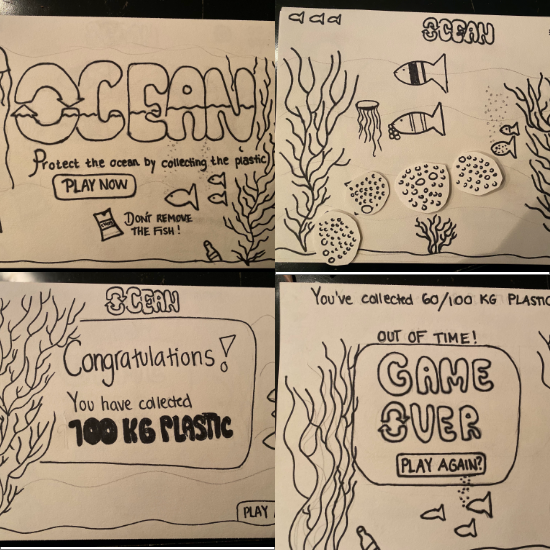 OCEAN
Protect the ocean by collecting the plastic
PLAY NOW
DON'T REMOVE
THE FISH!
OCEAN
OCEAN
Congratulations!
You have collected
100 KG PLASTIC
PLAY
You've collected 60/100 KG PLASTIC
OUT OF TIME!
GAME
OVER
PLAY AGAIN?